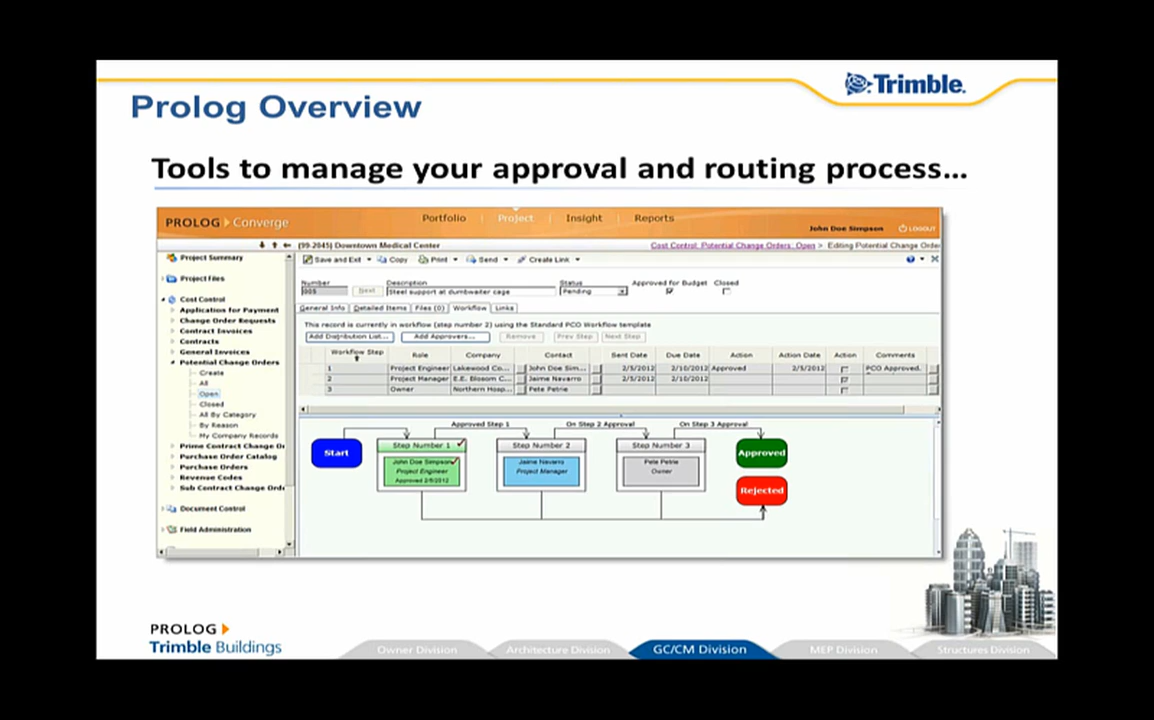 Trimble.
Prolog Overview
Tools to manage your approval and routing process...
PROLOG Converge
Portfolio Project Insight Reports
John Doe Simpson LOGOUT
(99-2045) Downtown Medical Center
Cost Control: Potential Change Orders: Open > Editing Potential Change Order
Project Summary
Project Files
Cost Control
Application for Payment
Change Order Requests
Contract Invoices
Contracts
General Invoices
Potential Change Orders
Create
All
Open
Closed
All By Category
By Reason
My Company Records
Prime Contract Change Or
Purchase Order Catalog
Purchase Orders
Revenue Codes
Sub Contract Change Orde
Document Control
Field Administration
Save and Exit Copy Print Send Create Link
Number Description Status Approved for Budget Closed
005 Next Steel support at dumbwaiter cage Pending
General Info Detailed Items Files (0) Workflow Links
This record is currently in workflow (step number 2) using the Standard PCO Workflow template
Add Distribution List... Add Approvers... Remove Prev Step Next Step
Workflow Step Role Company Contact Sent Date Due Date Action Action Date Action Comments
1 Project Engineer Lakewood Co... John Doe Sim... 2/5/2012 2/10/2012 Approved 2/5/2012 PCO Approved.
2 Project Manager E.E. Blosom C... Jaime Navarro 2/5/2012 2/10/2012
3 Owner Northern Hosp... Pete Petrie
Approved Step 1 On Step 2 Approval On Step 3 Approval
Start
Step Number 1
John Doe Simpson
Project Engineer
Approved 2/5/2012
Step Number 2
Jaime Navarro
Project Manager
Step Number 3
Pete Petrie
Owner
Approved
Rejected
PROLOG
Trimble Buildings
Owner Division Architecture Division GC/CM Division MEP Division Structures Division